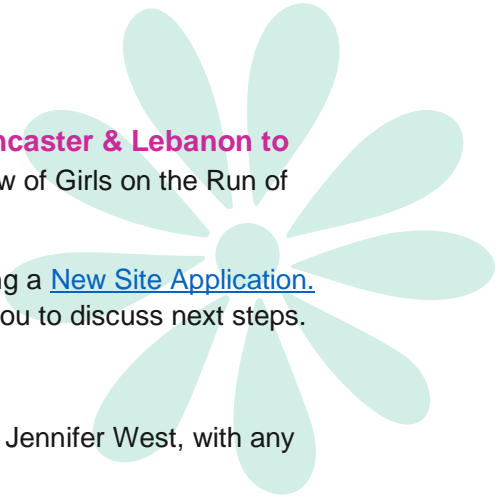 ncaster & Lebanon to
w of Girls on the Run of
ng a New Site Application.
ou to discuss next steps.
Jennifer West, with any